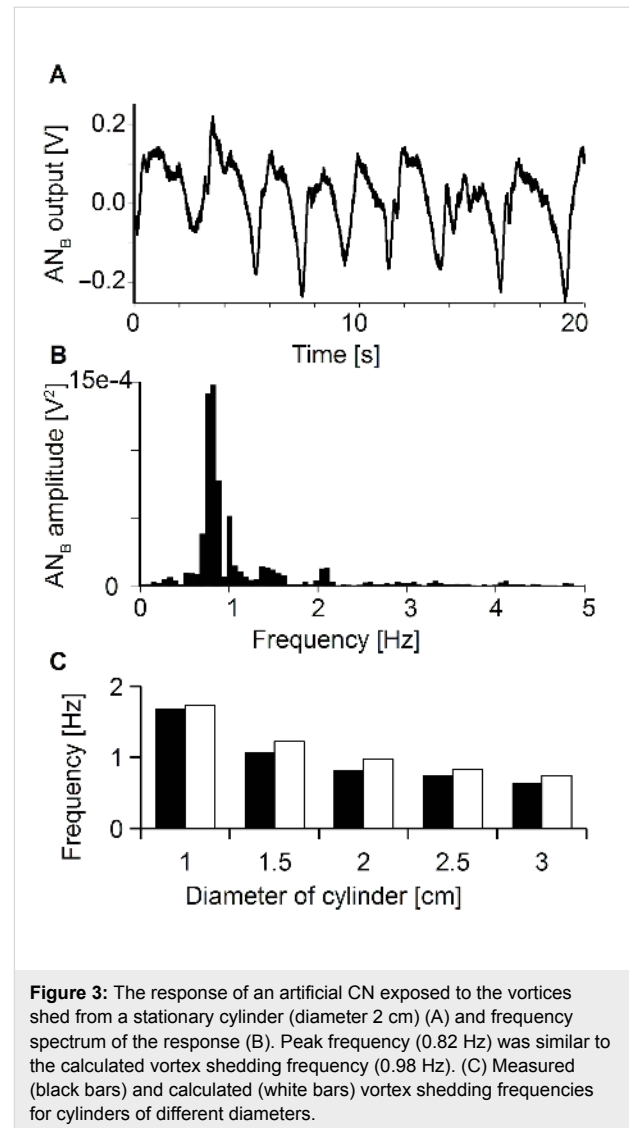 A
AN_B output [V]
0.2
0.0
−0.2
0 10 20
Time [s]
B
AN_B amplitude [V²]
15e-4
0
0 1 2 3 4 5
Frequency [Hz]
C
Frequency [Hz]
2
1
0
1 1.5 2 2.5 3
Diameter of cylinder [cm]
Figure 3: The response of an artificial CN exposed to the vortices
shed from a stationary cylinder (diameter 2 cm) (A) and frequency
spectrum of the response (B). Peak frequency (0.82 Hz) was similar to
the calculated vortex shedding frequency (0.98 Hz). (C) Measured
(black bars) and calculated (white bars) vortex shedding frequencies
for cylinders of different diameters.